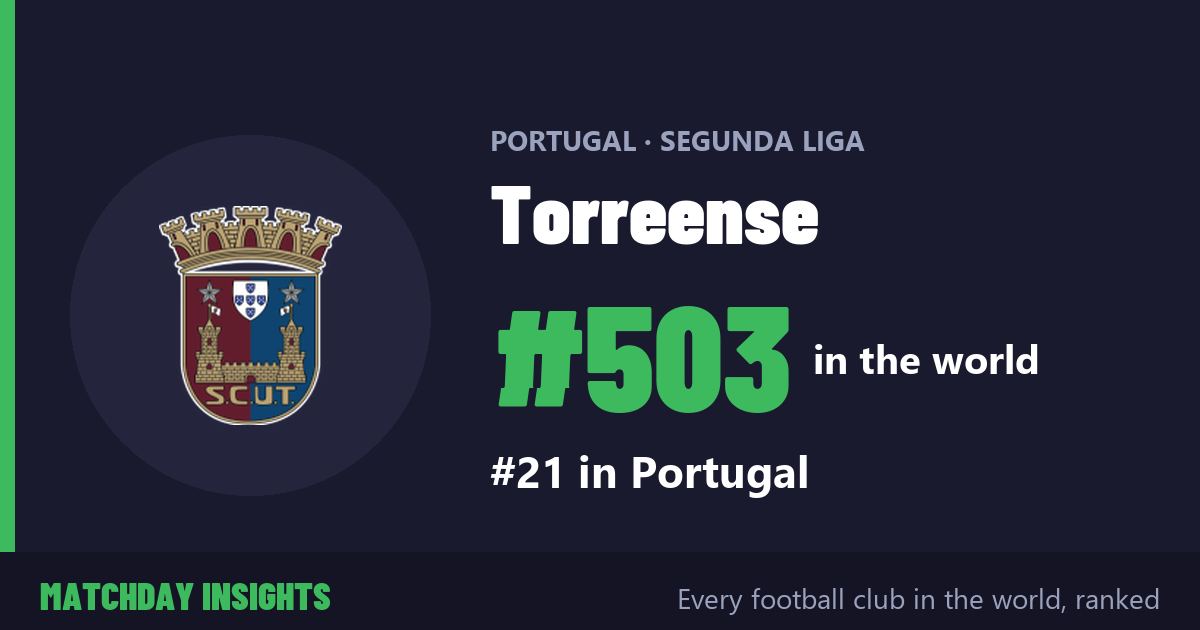 PORTUGAL · SEGUNDA LIGA
Torreense
#503 in the world
#21 in Portugal
S.C.U.T.
MATCHDAY INSIGHTS
Every football club in the world, ranked